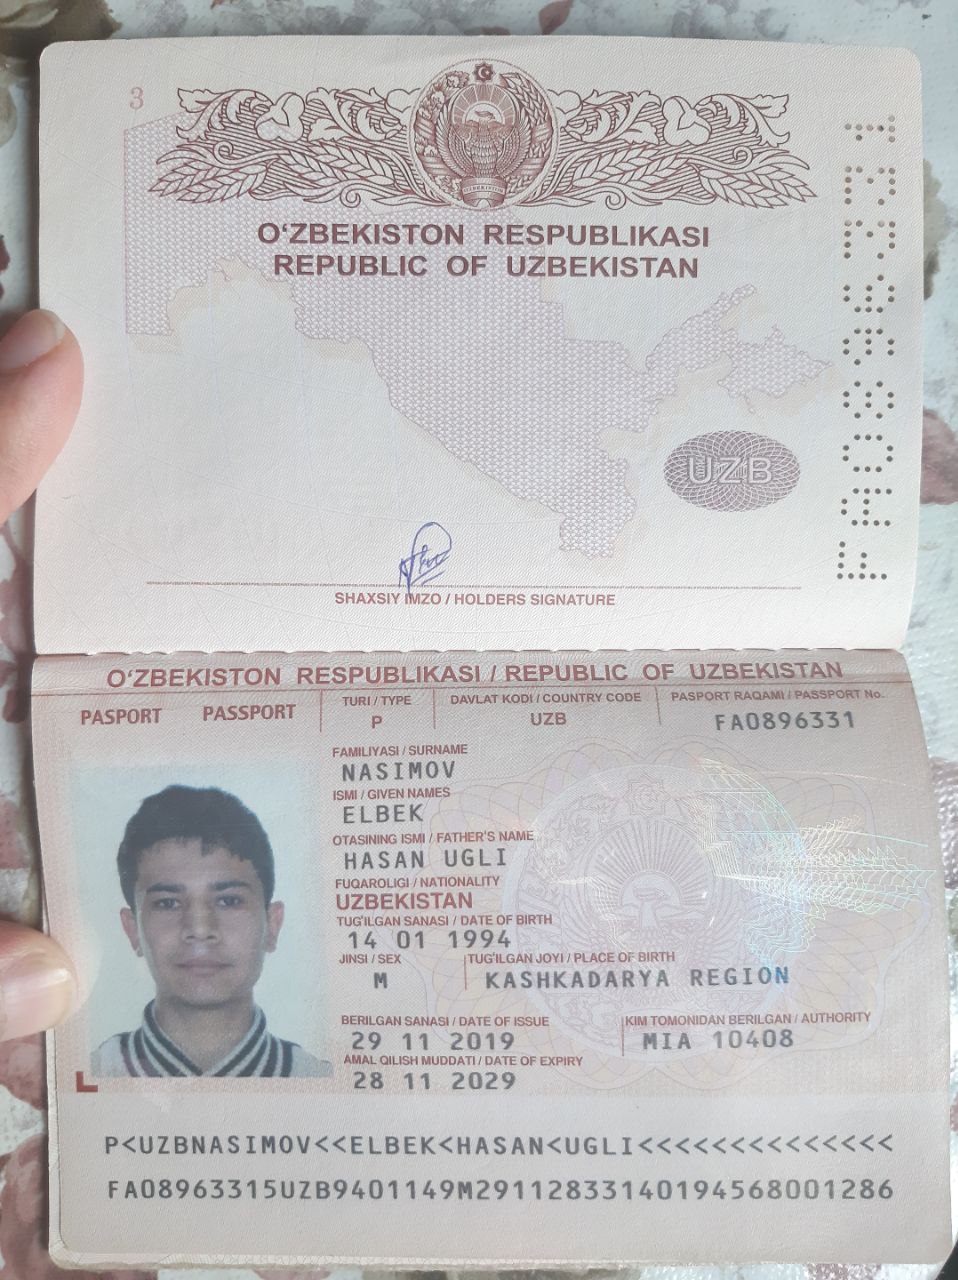 3
O‘ZBEKISTON RESPUBLIKASI
REPUBLIC OF UZBEKISTAN
FA0896331
UZB
SHAXSIY IMZO / HOLDERS SIGNATURE
O‘ZBEKISTON RESPUBLIKASI / REPUBLIC OF UZBEKISTAN
PASPORT PASSPORT
TURI / TYPE DAVLAT KODI / COUNTRY CODE PASPORT RAQAMI / PASSPORT No.
P UZB FA0896331
FAMILIYASI / SURNAME
NASIMOV
ISMI / GIVEN NAMES
ELBEK
OTASINING ISMI / FATHER'S NAME
HASAN UGLI
FUQAROLIGI / NATIONALITY
UZBEKISTAN
TUG'ILGAN SANASI / DATE OF BIRTH
14 01 1994
JINSI / SEX TUG'ILGAN JOYI / PLACE OF BIRTH
M KASHKADARYA REGION
BERILGAN SANASI / DATE OF ISSUE KIM TOMONIDAN BERILGAN / AUTHORITY
29 11 2019 MIA 10408
AMAL QILISH MUDDATI / DATE OF EXPIRY
28 11 2029
P<UZBNASIMOV<<ELBEK<HASAN<UGLI<<<<<<<<<<<<<<
FA08963315UZB9401149M29112833140194568001286